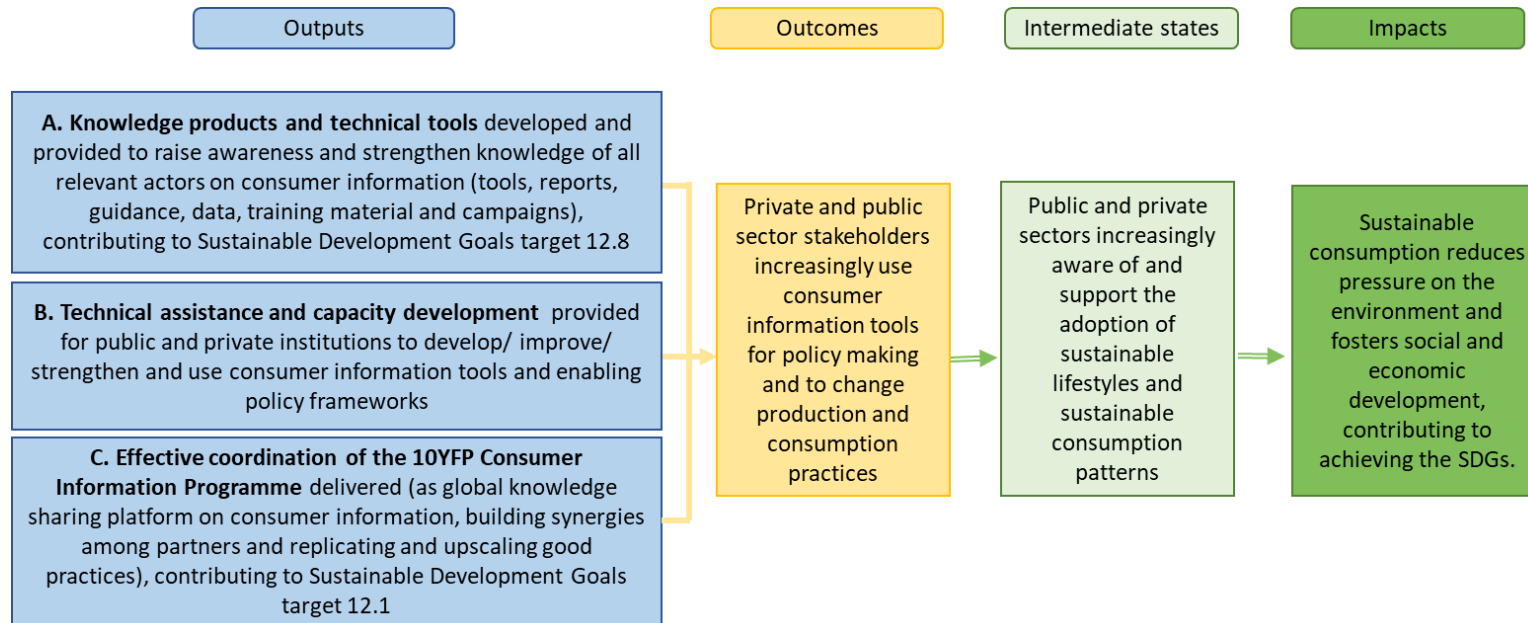 Outputs
Outcomes
Intermediate states
Impacts
A. Knowledge products and technical tools developed and
provided to raise awareness and strengthen knowledge of all
relevant actors on consumer information (tools, reports,
guidance, data, training material and campaigns),
contributing to Sustainable Development Goals target 12.8
B. Technical assistance and capacity development provided
for public and private institutions to develop/ improve/
strengthen and use consumer information tools and enabling
policy frameworks
C. Effective coordination of the 10YFP Consumer
Information Programme delivered (as global knowledge
sharing platform on consumer information, building synergies
among partners and replicating and upscaling good
practices), contributing to Sustainable Development Goals
target 12.1
Private and public
sector stakeholders
increasingly use
consumer
information tools
for policy making
and to change
production and
consumption
practices
Public and private
sectors increasingly
aware of and
support the
adoption of
sustainable
lifestyles and
sustainable
consumption
patterns
Sustainable
consumption reduces
pressure on the
environment and
fosters social and
economic
development,
contributing to
achieving the SDGs.